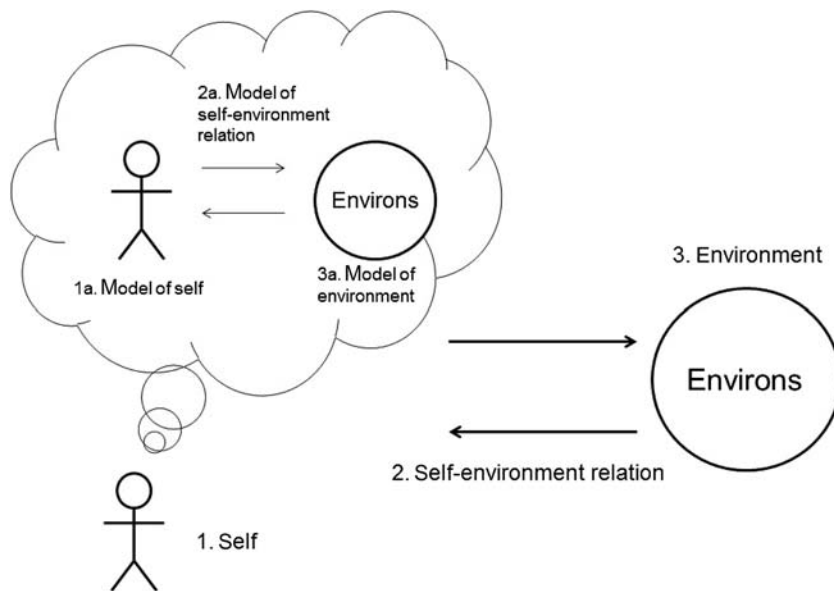 2a. Model of
self-environment
relation
Environs
1a. Model of self
3a. Model of
environment
3. Environment
Environs
2. Self-environment relation
1. Self